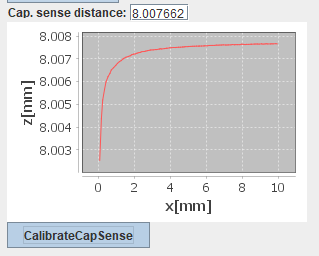 Cap. sense distance: 8.007662
8.008
8.007
8.006
8.005
8.004
8.003
z[mm]
0 2 4 6 8 10
x[mm]
CalibrateCapSense